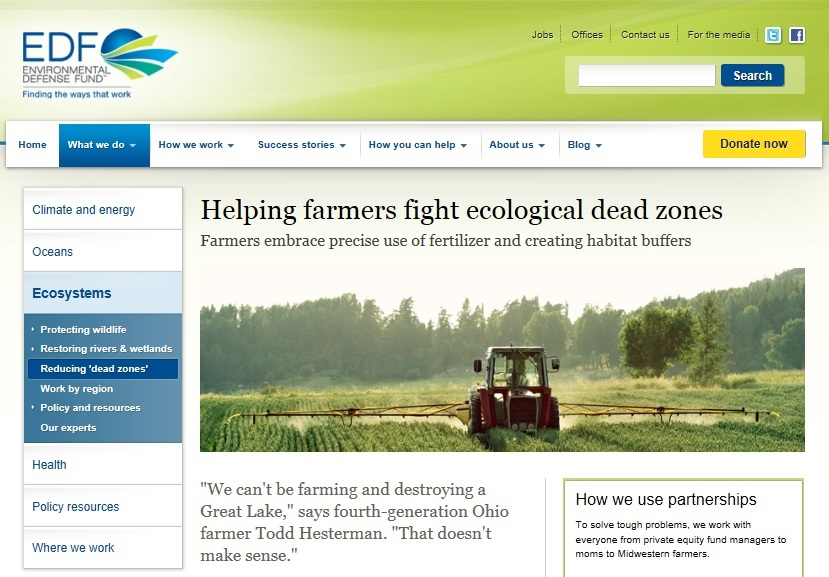 EDF
ENVIRONMENTAL
DEFENSE FUND™
Finding the ways that work
Jobs Offices Contact us For the media
Search
Home What we do How we work Success stories How you can help About us Blog Donate now
Climate and energy
Oceans
Ecosystems
Protecting wildlife
Restoring rivers & wetlands
Reducing 'dead zones'
Work by region
Policy and resources
Our experts
Health
Policy resources
Where we work
Helping farmers fight ecological dead zones
Farmers embrace precise use of fertilizer and creating habitat buffers
"We can't be farming and destroying a
Great Lake," says fourth-generation Ohio
farmer Todd Hesterman. "That doesn't
make sense."
How we use partnerships
To solve tough problems, we work with
everyone from private equity fund managers to
moms to Midwestern farmers.